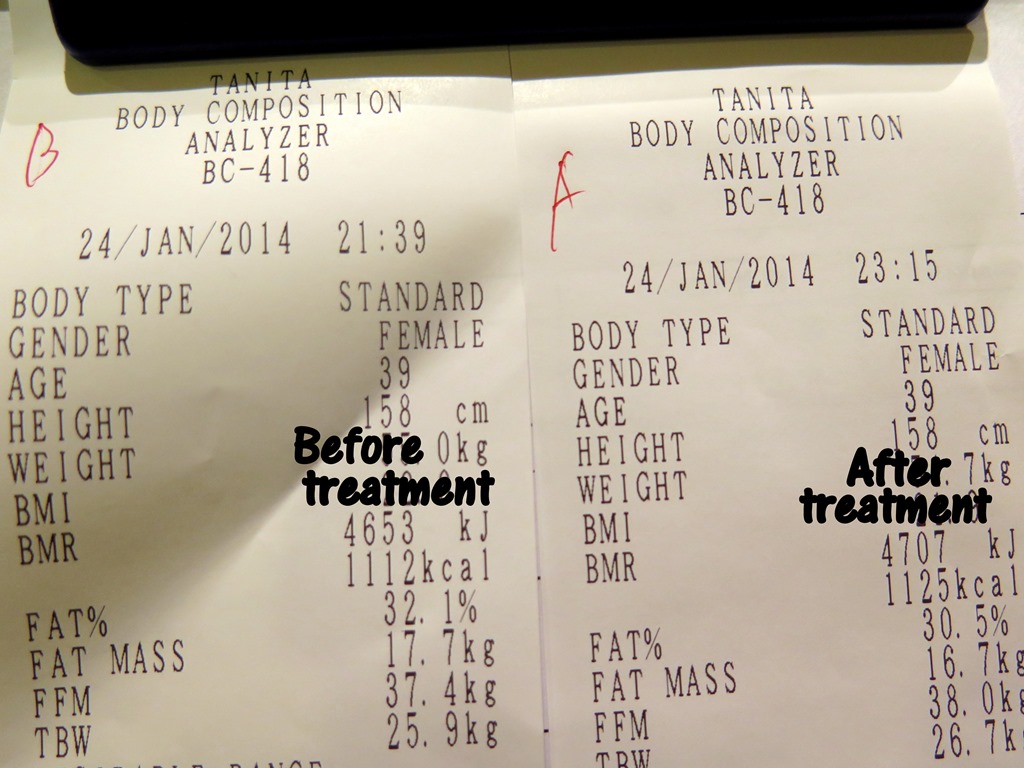 TANITA
BODY COMPOSITION
ANALYZER
BC-418
B
24/JAN/2014 21:39
BODY TYPE STANDARD
GENDER FEMALE
AGE 39
HEIGHT 158 cm
WEIGHT 0kg
BMI
BMR 4653 kJ
1112kcal
FAT% 32.1%
FAT MASS 17.7kg
FFM 37.4kg
TBW 25.9kg
Before
treatment
TANITA
BODY COMPOSITION
ANALYZER
BC-418
A
24/JAN/2014 23:15
BODY TYPE STANDARD
GENDER FEMALE
AGE 39
HEIGHT 158 cm
WEIGHT .7kg
BMI
BMR 4707 kJ
1125kcal
FAT% 30.5%
FAT MASS 16.7kg
FFM 38.0kg
TBW 26.7kg
After
treatment